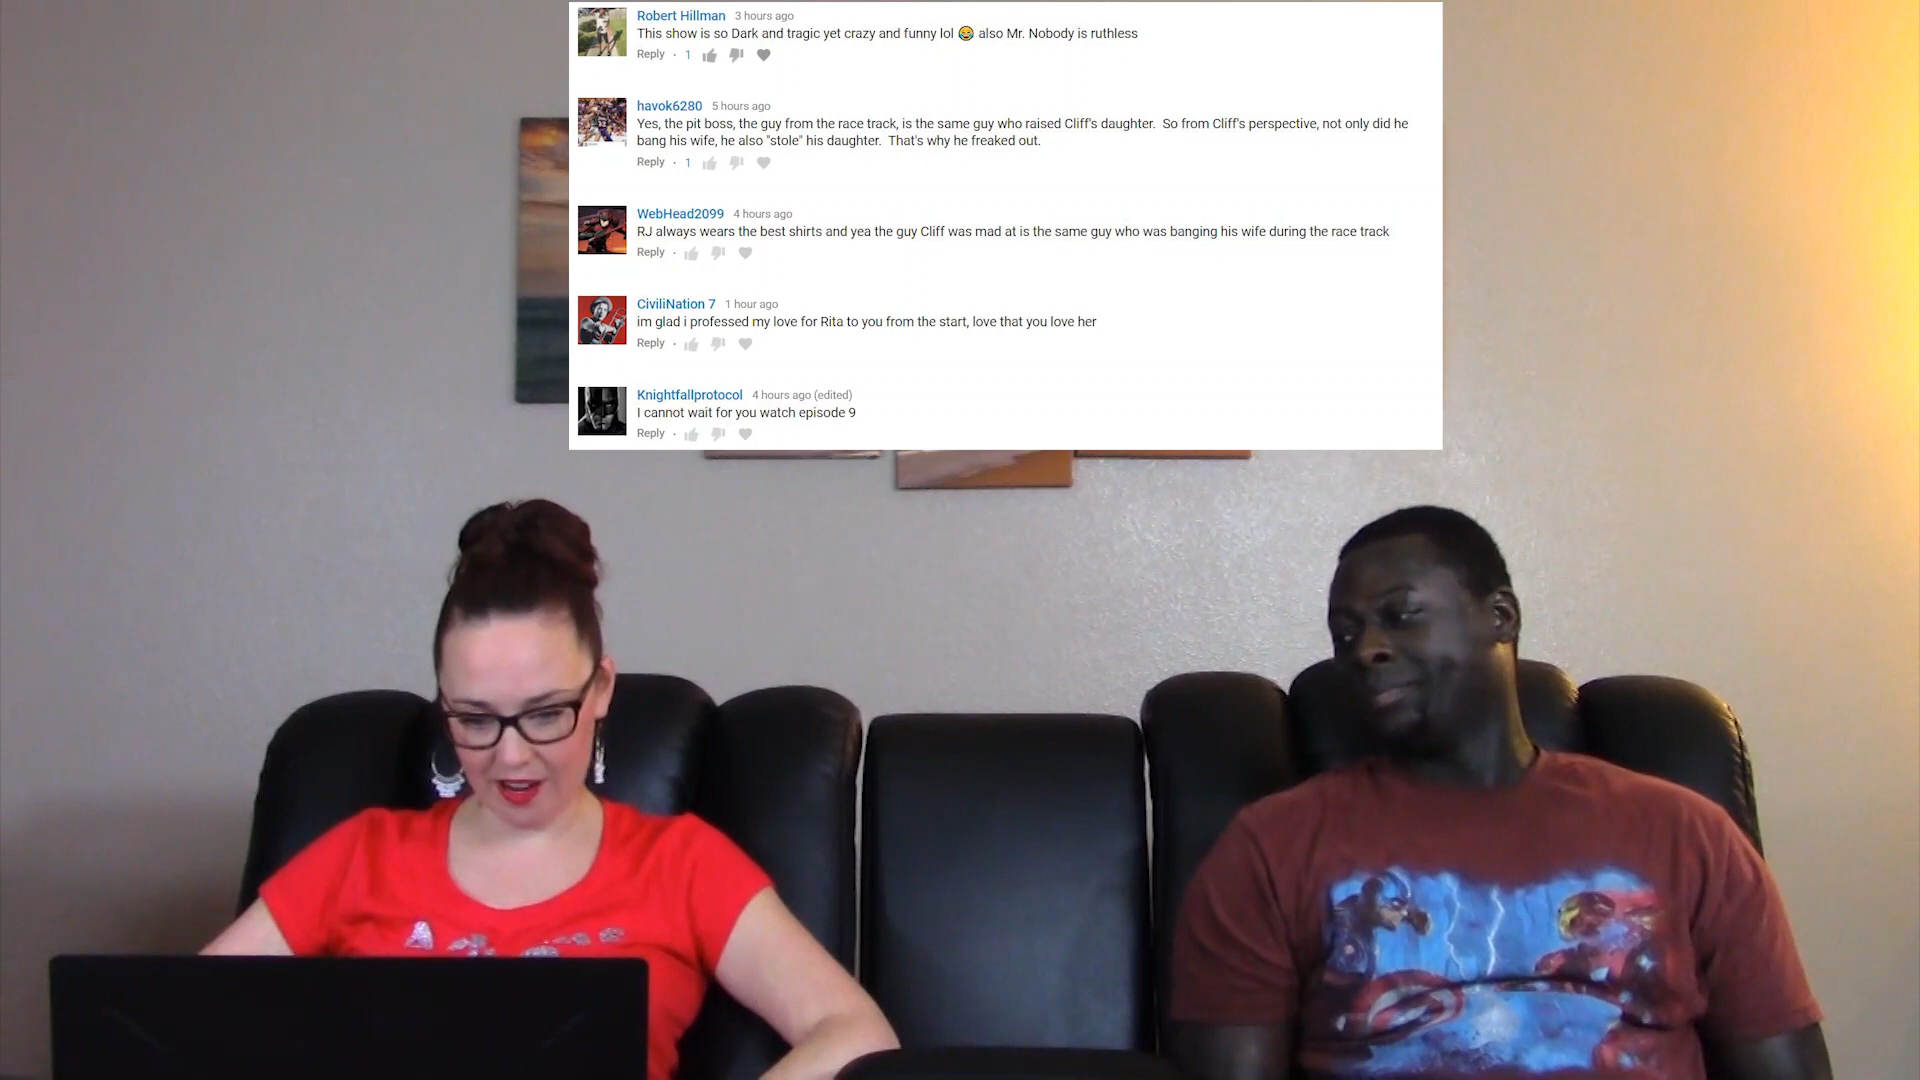 Robert Hillman 3 hours ago
This show is so Dark and tragic yet crazy and funny lol 😂 also Mr. Nobody is ruthless
Reply · 1
havok6280 5 hours ago
Yes, the pit boss, the guy from the race track, is the same guy who raised Cliff's daughter.  So from Cliff's perspective, not only did he
bang his wife, he also "stole" his daughter.  That's why he freaked out.
Reply · 1
WebHead2099 4 hours ago
RJ always wears the best shirts and yea the guy Cliff was mad at is the same guy who was banging his wife during the race track
Reply ·
CiviliNation 7 1 hour ago
im glad i professed my love for Rita to you from the start, love that you love her
Reply ·
Knightfallprotocol 4 hours ago (edited)
I cannot wait for you watch episode 9
Reply ·